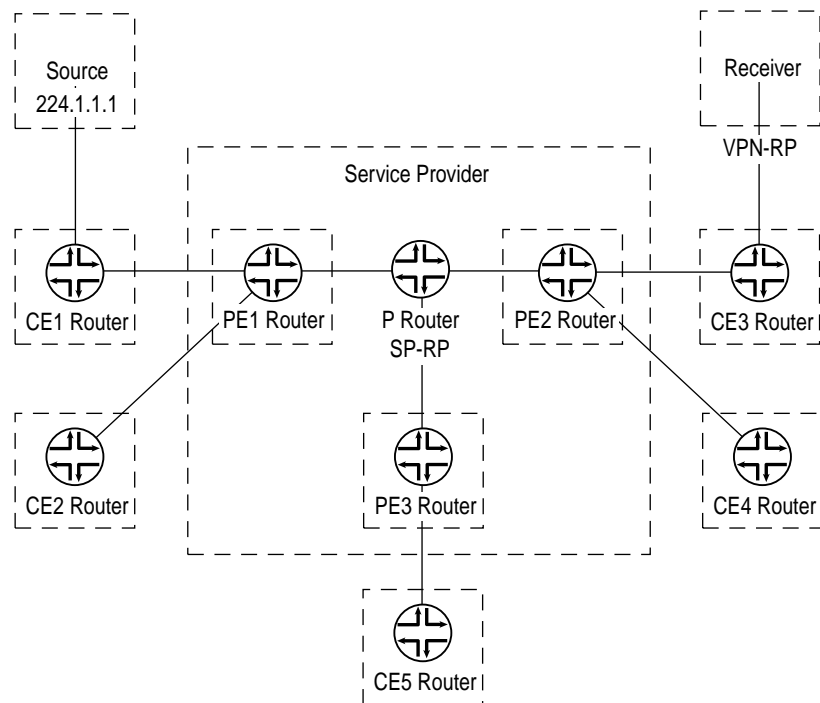 Source
224.1.1.1
Receiver
VPN-RP
Service Provider
CE1 Router
PE1 Router
P Router
SP-RP
PE2 Router
CE3 Router
CE2 Router
PE3 Router
CE4 Router
CE5 Router